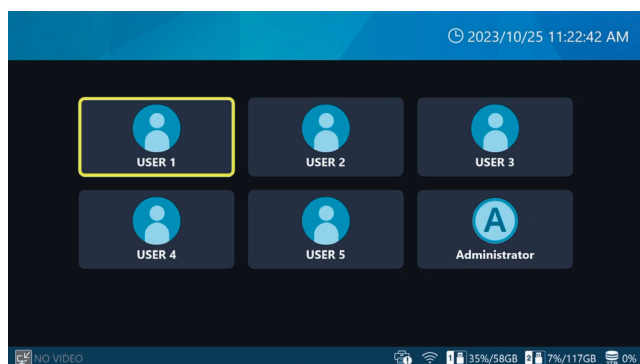 2023/10/25 11:22:42 AM
USER 1
USER 2
USER 3
USER 4
USER 5
A
Administrator
NO VIDEO
1 35%/58GB 2 7%/117GB 0%